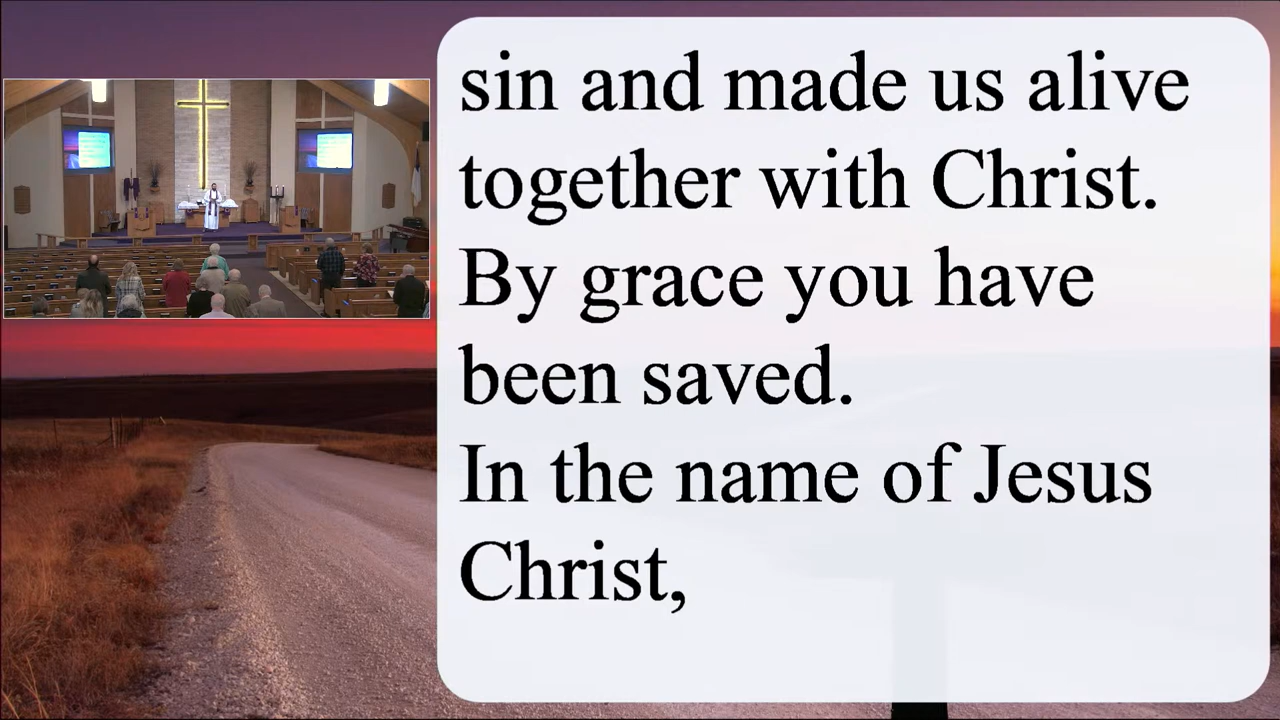 sin and made us alive
together with Christ.
By grace you have
been saved.
In the name of Jesus
Christ,